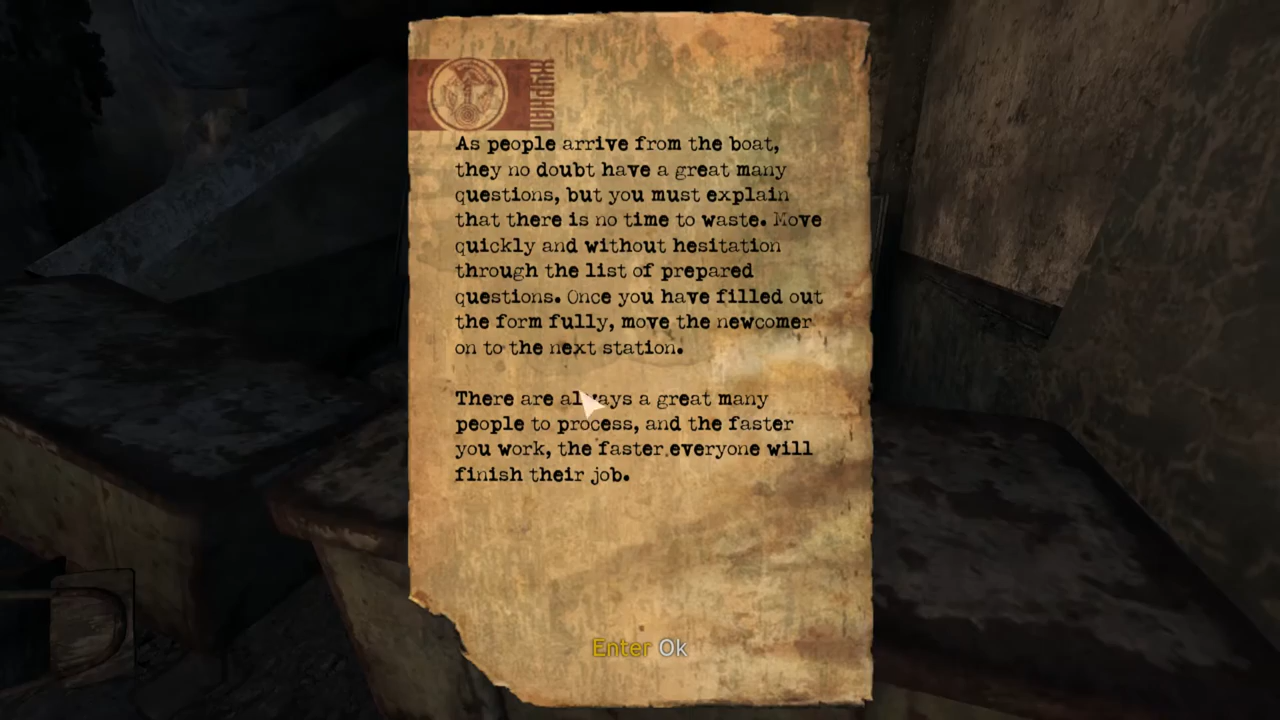 As people arrive from the boat,
they no doubt have a great many
questions, but you must explain
that there is no time to waste. Move
quickly and without hesitation
through the list of prepared
questions. Once you have filled out
the form fully, move the newcomer
on to the next station.
There are always a great many
people to process, and the faster
you work, the faster everyone will
finish their job.
Enter Ok